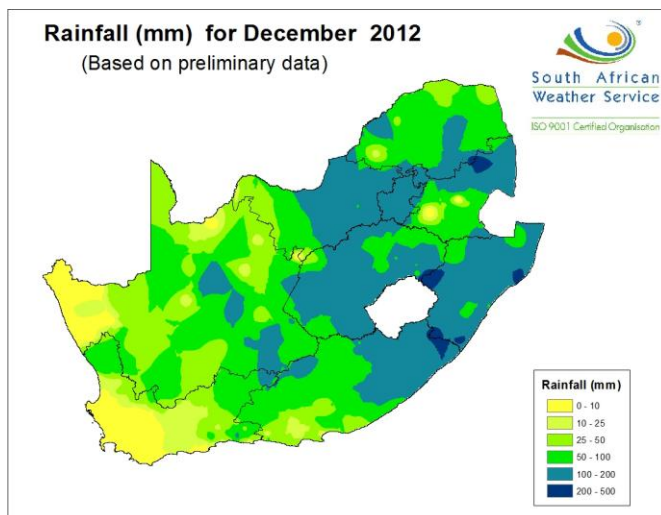 Rainfall (mm) for December 2012
(Based on preliminary data)
South African
Weather Service
ISO 9001 Certified Organisation
Rainfall (mm)
0 - 10
10 - 25
25 - 50
50 - 100
100 - 200
200 - 500